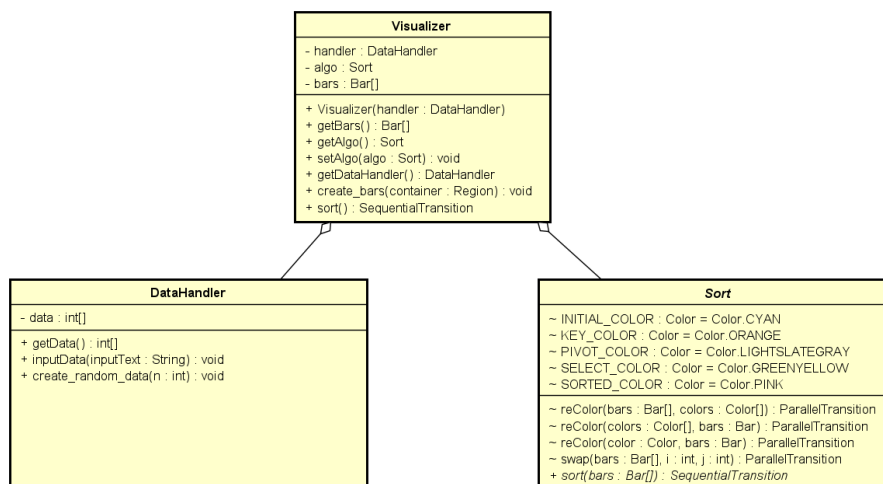 Visualizer
- handler : DataHandler
- algo : Sort
- bars : Bar[]
+ Visualizer(handler : DataHandler)
+ getBars() : Bar[]
+ getAlgo() : Sort
+ setAlgo(algo : Sort) : void
+ getDataHandler() : DataHandler
+ create_bars(container : Region) : void
+ sort() : SequentialTransition
DataHandler
- data : int[]
+ getData() : int[]
+ inputData(inputText : String) : void
+ create_random_data(n : int) : void
Sort
~ INITIAL_COLOR : Color = Color.CYAN
~ KEY_COLOR : Color = Color.ORANGE
~ PIVOT_COLOR : Color = Color.LIGHTSLATEGRAY
~ SELECT_COLOR : Color = Color.GREENYELLOW
~ SORTED_COLOR : Color = Color.PINK
~ reColor(bars : Bar[], colors : Color[]) : ParallelTransition
~ reColor(colors : Color[], bars : Bar) : ParallelTransition
~ reColor(color : Color, bars : Bar) : ParallelTransition
~ swap(bars : Bar[], i : int, j : int) : ParallelTransition
+ sort(bars : Bar[]) : SequentialTransition